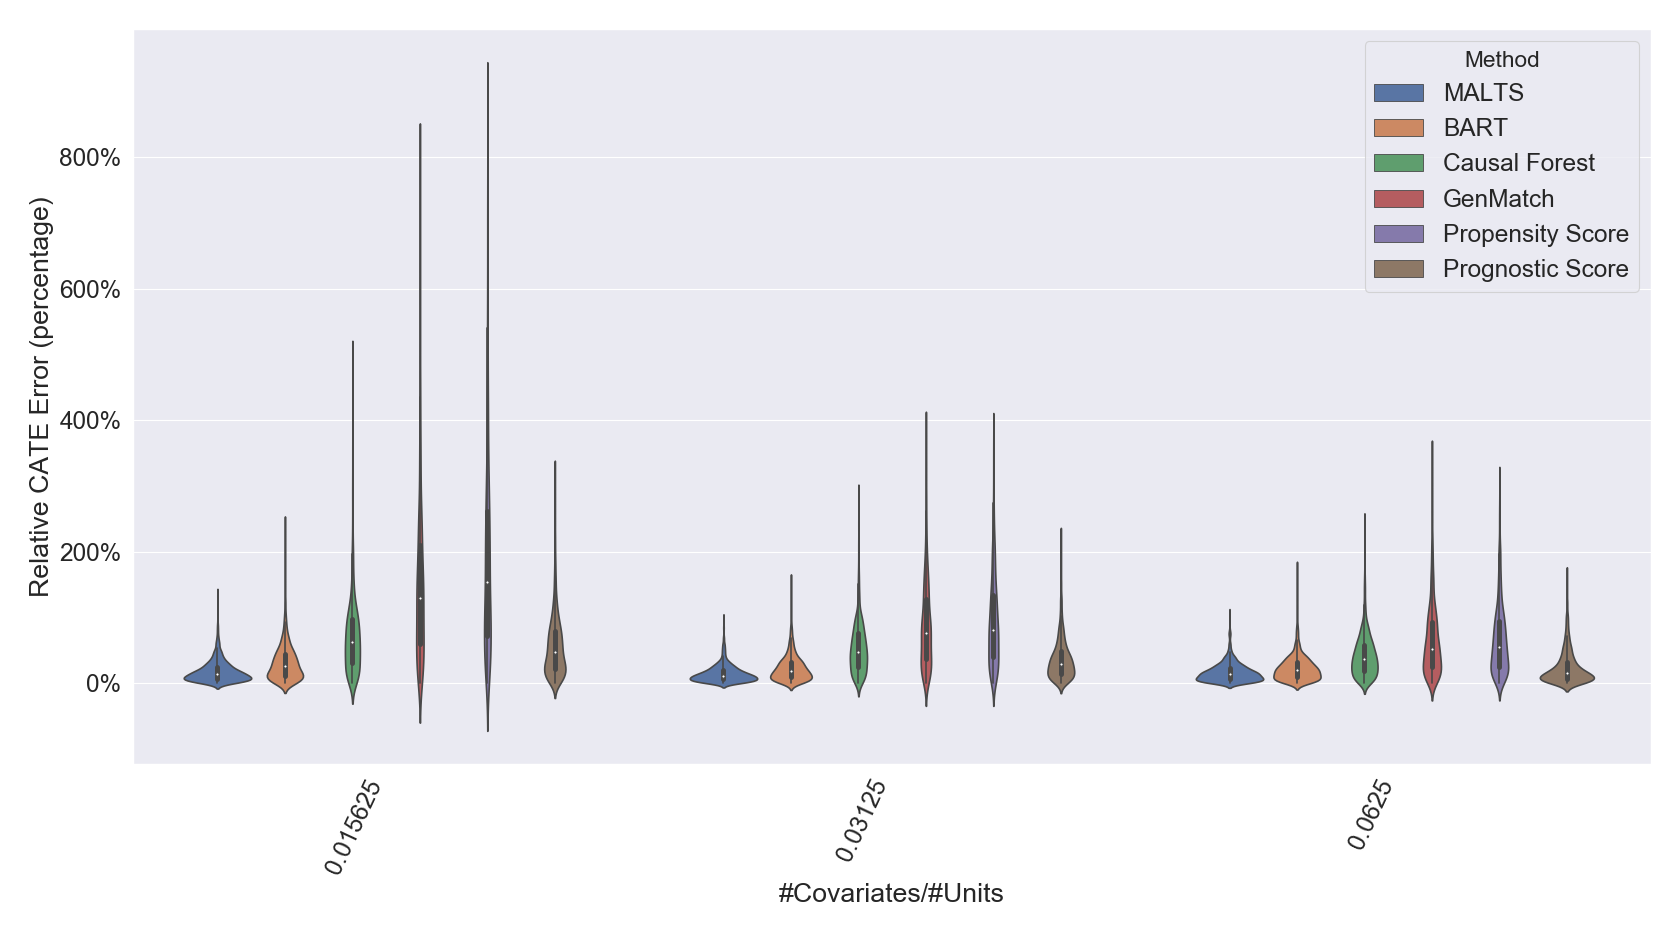 Method
MALTS
BART
Causal Forest
GenMatch
Propensity Score
Prognostic Score
Relative CATE Error (percentage)
800%
600%
400%
200%
0%
0.015625
0.03125
0.0625
#Covariates/#Units